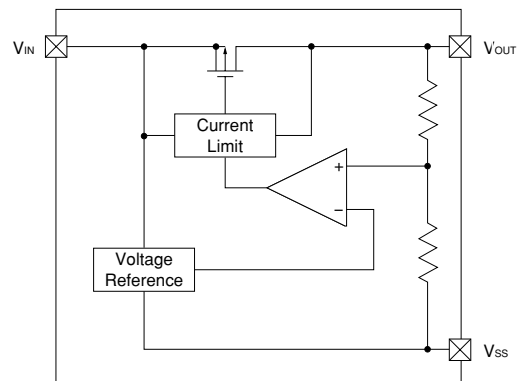 VIN
VOUT
Current
Limit
+
−
Voltage
Reference
VSS